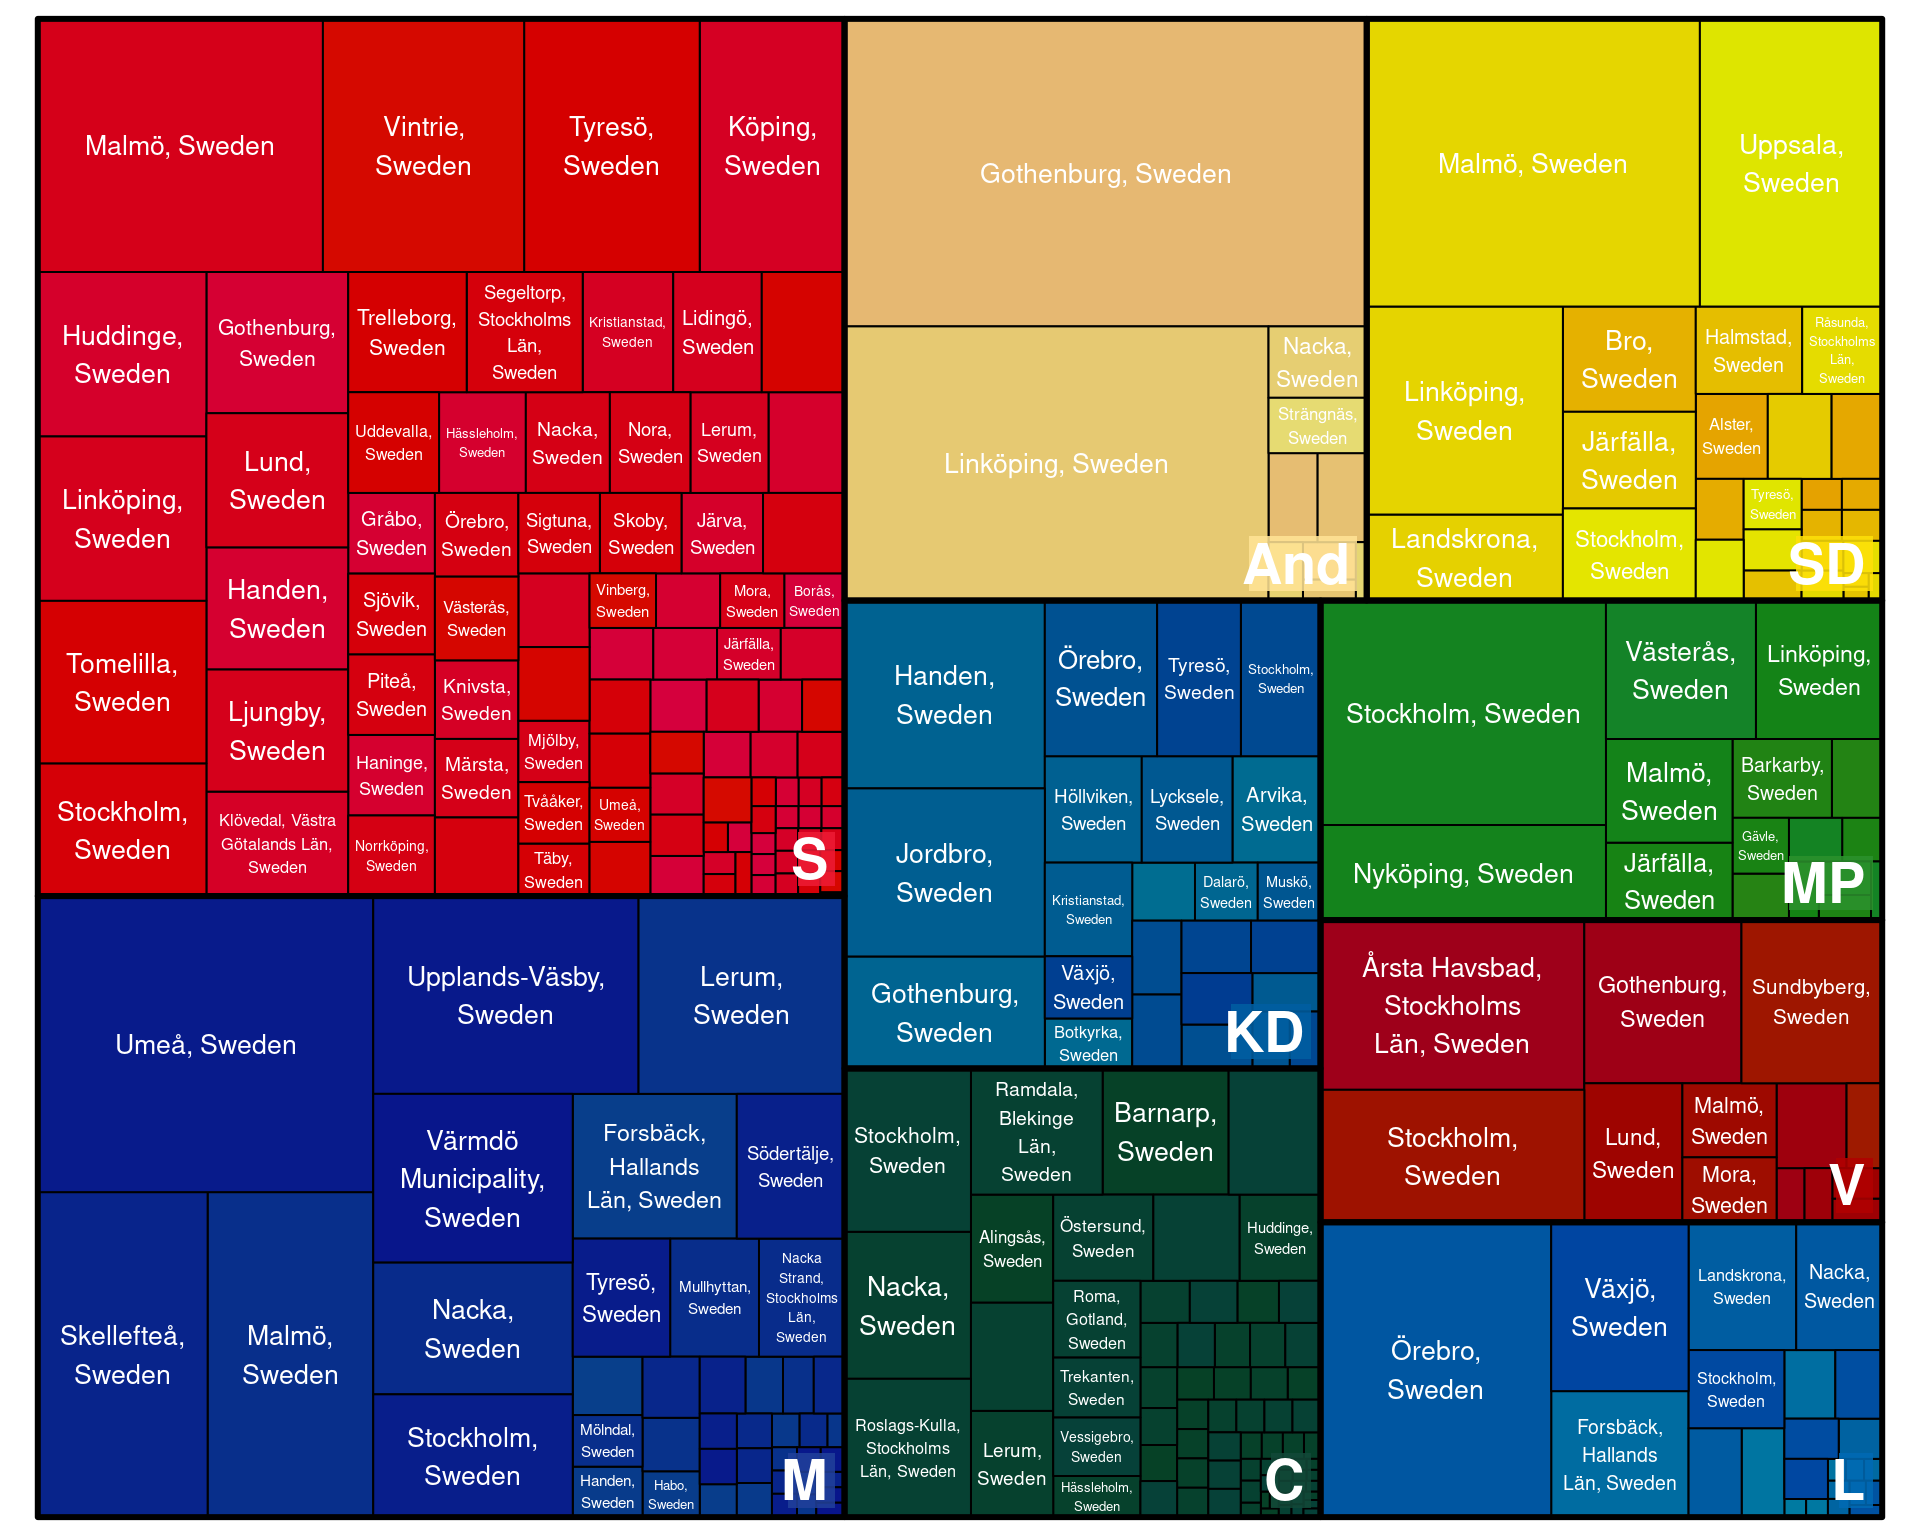 Malmö, Sweden
Vintrie,
Sweden
Tyresö,
Sweden
Köping,
Sweden
Huddinge,
Sweden
Gothenburg,
Sweden
Trelleborg,
Sweden
Segeltorp,
Stockholms
Län,
Sweden
Kristianstad,
Sweden
Lidingö,
Sweden
Uddevalla,
Sweden
Hässleholm,
Sweden
Nacka,
Sweden
Nora,
Sweden
Lerum,
Sweden
Linköping,
Sweden
Lund,
Sweden
Gråbo,
Sweden
Örebro,
Sweden
Sigtuna,
Sweden
Skoby,
Sweden
Järva,
Sweden
Handen,
Sweden
Sjövik,
Sweden
Västerås,
Sweden
Vinberg,
Sweden
Mora,
Sweden
Borås,
Sweden
Järfälla,
Sweden
Tomelilla,
Sweden
Ljungby,
Sweden
Piteå,
Sweden
Knivsta,
Sweden
Mjölby,
Sweden
Haninge,
Sweden
Märsta,
Sweden
Tvååker,
Sweden
Umeå,
Sweden
Stockholm,
Sweden
Klövedal, Västra
Götalands Län,
Sweden
Norrköping,
Sweden
Täby,
Sweden
S
Gothenburg, Sweden
Linköping, Sweden
Nacka,
Sweden
Strängnäs,
Sweden
And
Malmö, Sweden
Uppsala,
Sweden
Linköping,
Sweden
Bro,
Sweden
Halmstad,
Sweden
Råsunda,
Stockholms
Län,
Sweden
Järfälla,
Sweden
Alster,
Sweden
Tyresö,
Sweden
Landskrona,
Sweden
Stockholm,
Sweden
SD
Handen,
Sweden
Örebro,
Sweden
Tyresö,
Sweden
Stockholm,
Sweden
Jordbro,
Sweden
Höllviken,
Sweden
Lycksele,
Sweden
Arvika,
Sweden
Kristianstad,
Sweden
Dalarö,
Sweden
Muskö,
Sweden
Gothenburg,
Sweden
Växjö,
Sweden
Botkyrka,
Sweden
KD
Stockholm, Sweden
Västerås,
Sweden
Linköping,
Sweden
Malmö,
Sweden
Barkarby,
Sweden
Nyköping, Sweden
Järfälla,
Sweden
Gävle,
Sweden
MP
Umeå, Sweden
Upplands-Väsby,
Sweden
Lerum,
Sweden
Värmdö
Municipality,
Sweden
Forsbäck,
Hallands
Län, Sweden
Södertälje,
Sweden
Skellefteå,
Sweden
Malmö,
Sweden
Nacka,
Sweden
Tyresö,
Sweden
Mullhyttan,
Sweden
Nacka
Strand,
Stockholms
Län,
Sweden
Stockholm,
Sweden
Mölndal,
Sweden
Handen,
Sweden
Habo,
Sweden
M
Stockholm,
Sweden
Ramdala,
Blekinge
Län,
Sweden
Barnarp,
Sweden
Nacka,
Sweden
Alingsås,
Sweden
Östersund,
Sweden
Huddinge,
Sweden
Roma,
Gotland,
Sweden
Roslags-Kulla,
Stockholms
Län, Sweden
Lerum,
Sweden
Trekanten,
Sweden
Vessigebro,
Sweden
Hässleholm,
Sweden
C
Årsta Havsbad,
Stockholms
Län, Sweden
Gothenburg,
Sweden
Sundbyberg,
Sweden
Stockholm,
Sweden
Lund,
Sweden
Malmö,
Sweden
Mora,
Sweden
V
Örebro,
Sweden
Växjö,
Sweden
Landskrona,
Sweden
Nacka,
Sweden
Forsbäck,
Hallands
Län, Sweden
Stockholm,
Sweden
L